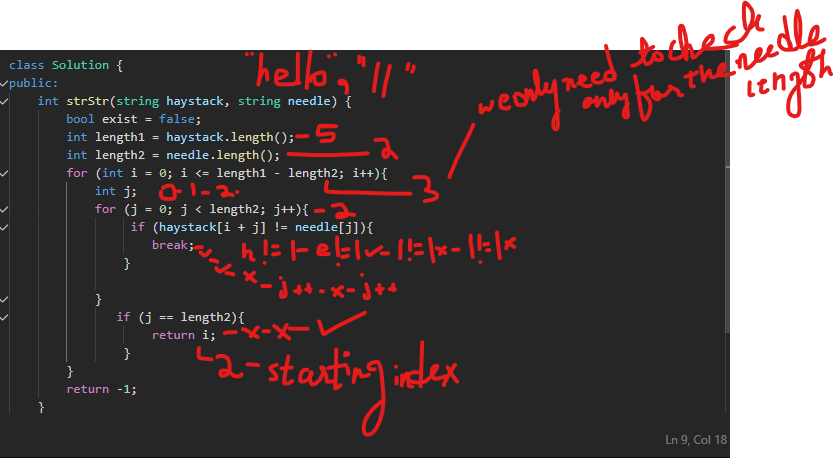 we only need to check
only for the needle
length
"hello", "ll"
class Solution {
public:
int strStr(string haystack, string needle) {
bool exist = false;
int length1 = haystack.length(); - 5
int length2 = needle.length(); - 2
for (int i = 0; i <= length1 - length2; i++){
3
int j; 0-1-2.
for (j = 0; j < length2; j++){ - 2
if (haystack[i + j] != needle[j]){
break; h!=l - e!=l - l!=l x - l!=l x
} x - j++ - x - j++
}
if (j == length2){
return i; - x - x -
2 - starting index
}
}
return -1;
}
Ln 9, Col 18